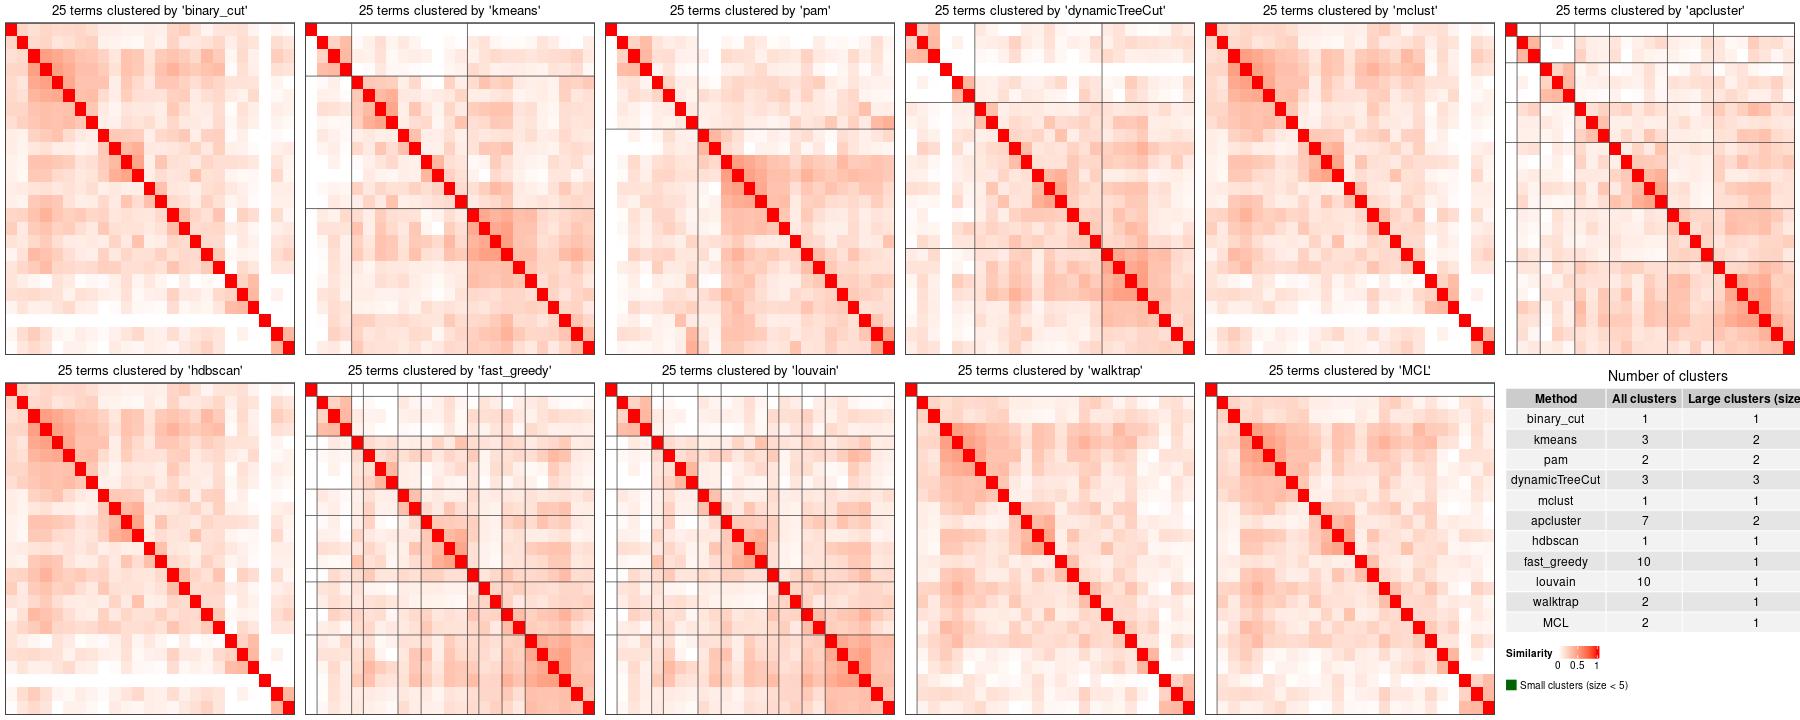 25 terms clustered by 'binary_cut'
25 terms clustered by 'kmeans'
25 terms clustered by 'pam'
25 terms clustered by 'dynamicTreeCut'
25 terms clustered by 'mclust'
25 terms clustered by 'apcluster'
25 terms clustered by 'hdbscan'
25 terms clustered by 'fast_greedy'
25 terms clustered by 'louvain'
25 terms clustered by 'walktrap'
25 terms clustered by 'MCL'
Number of clusters
Method All clusters Large clusters (size
binary_cut 1 1
kmeans 3 2
pam 2 2
dynamicTreeCut 3 3
mclust 1 1
apcluster 7 2
hdbscan 1 1
fast_greedy 10 1
louvain 10 1
walktrap 2 1
MCL 2 1
Similarity
0 0.5 1
Small clusters (size < 5)